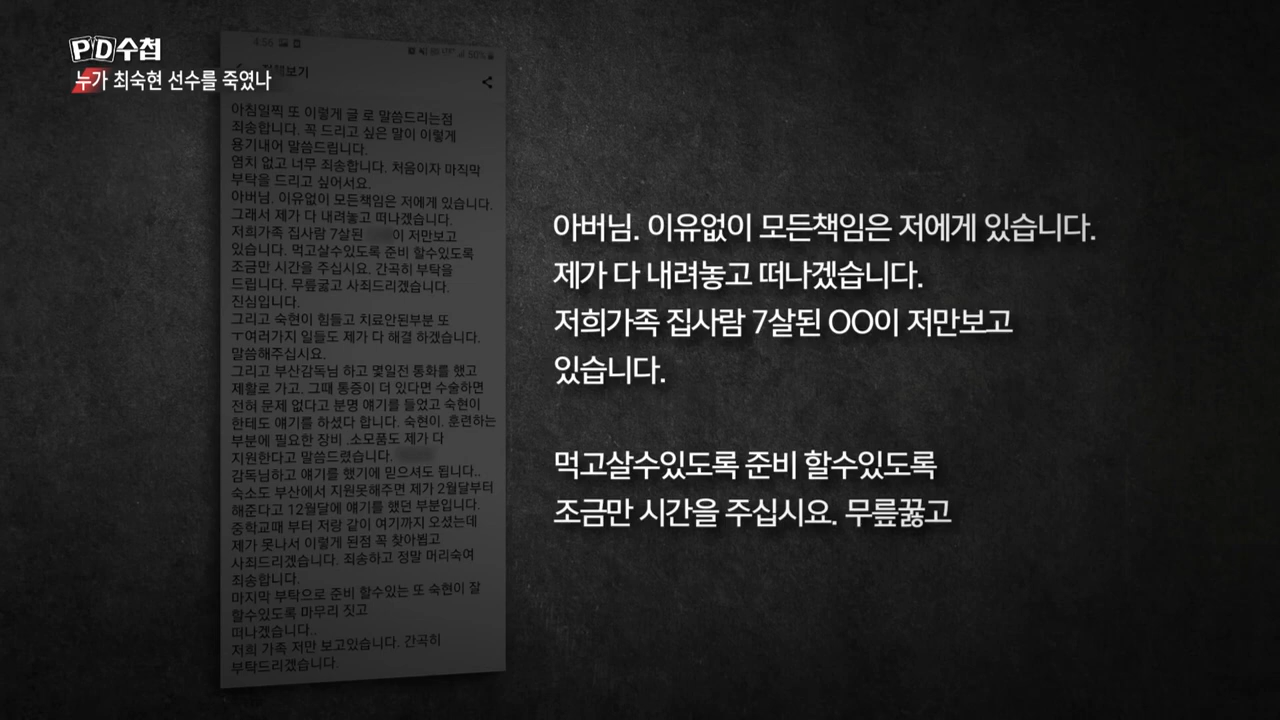 PD수첩
누가 최숙현 선수를 죽였나
4:56
50%
보기
아침일찍 또 이렇게 글 로 말씀드리는점
죄송합니다. 꼭 드리고 싶은 말이 이렇게
용기내어 말씀드립니다.
염치 없고 너무 죄송합니다. 처음이자 마직막
부탁을 드리고 싶어서요.
아버님. 이유없이 모든책임은 저에게 있습니다.
그래서 제가 다 내려놓고 떠나겠습니다.
저희가족 집사람 7살된 이 저만보고
있습니다. 먹고살수있도록 준비 할수있도록
조금만 시간을 주십시요. 간곡히 부탁을
드립니다. 무릎굻고 사죄드리겠습니다.
진심입니다.
그리고 숙현이 힘들고 치료안된부분 또
ㅜ여러가지 일들도 제가 다 해결 하겠습니다.
말씀해주십시요.
그리고 부산감독님 하고 몇일전 통화를 했고
제활로 가고. 그때 통증이 더 있다면 수술하면
전혀 문제 없다고 분명 얘기를 들었고 숙현이
한테도 얘기를 하셨다 합니다. 숙현이. 훈련하는
부분에 필요한 장비 .소모품도 제가 다
지원한다고 말씀드렸습니다.
감독님하고 얘기를 했기에 믿으셔도 됩니다..
숙소도 부산에서 지원못해주면 제가 2월달부터
해준다고 12월달에 얘기를 했던 부분입니다.
중학교때 부터 저랑 같이 여기까지 오셨는데
제가 못나서 이렇게 된점 꼭 찾아뵙고
사죄드리겠습니다. 죄송하고 정말 머리숙여
죄송합니다.
마지막 부탁으로 준비 할수있는 또 숙현이 잘
할수있도록 마무리 짓고
떠나겠습니다..
저희 가족 저만 보고있습니다. 간곡히
부탁드리겠습니다.
아버님. 이유없이 모든책임은 저에게 있습니다.
제가 다 내려놓고 떠나겠습니다.
저희가족 집사람 7살된 OO이 저만보고
있습니다.
먹고살수있도록 준비 할수있도록
조금만 시간을 주십시요. 무릎꿇고